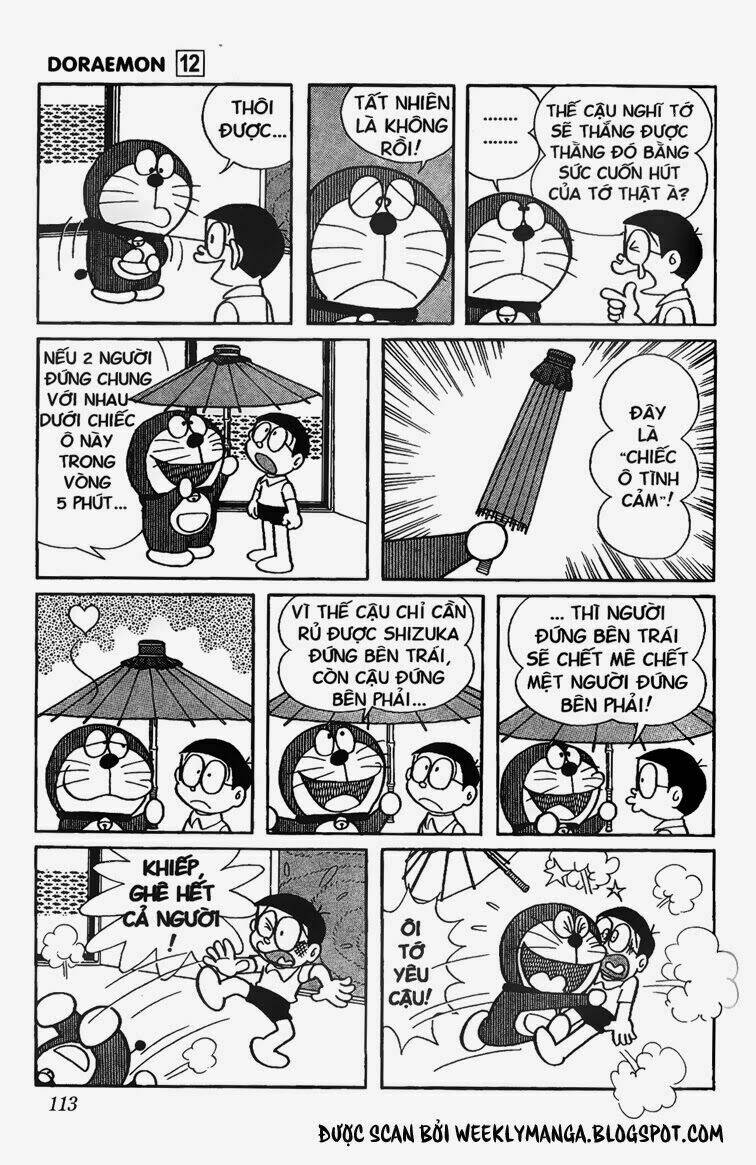 DORAEMON 12
THẾ CẬU NGHĨ TỚ
SẼ THẮNG ĐƯỢC
THẰNG ĐÓ BẰNG
SỨC CUỐN HÚT
CỦA TỚ THẬT À?
........
........
TẤT NHIÊN
LÀ KHÔNG
RỒI!
THÔI
ĐƯỢC...
ĐÂY
LÀ
“CHIẾC
Ô TÌNH
CẢM”!
NẾU 2 NGƯỜI
ĐỨNG CHUNG
VỚI NHAU
DƯỚI CHIẾC
Ô NÀY
TRONG
VÒNG
5 PHÚT...
... THÌ NGƯỜI
ĐỨNG BÊN TRÁI
SẼ CHẾT MÊ CHẾT
MỆT NGƯỜI ĐỨNG
BÊN PHẢI!
VÌ THẾ CẬU CHỈ CẦN
RỦ ĐƯỢC SHIZUKA
ĐỨNG BÊN TRÁI,
CÒN CẬU ĐỨNG
BÊN PHẢI...
ÔI
TỚ
YÊU
CẬU!
KHIẾP,
GHÊ HẾT
CẢ NGƯỜI
!
113
ĐƯỢC SCAN BỞI WEEKLYMANGA.BLOGSPOT.COM